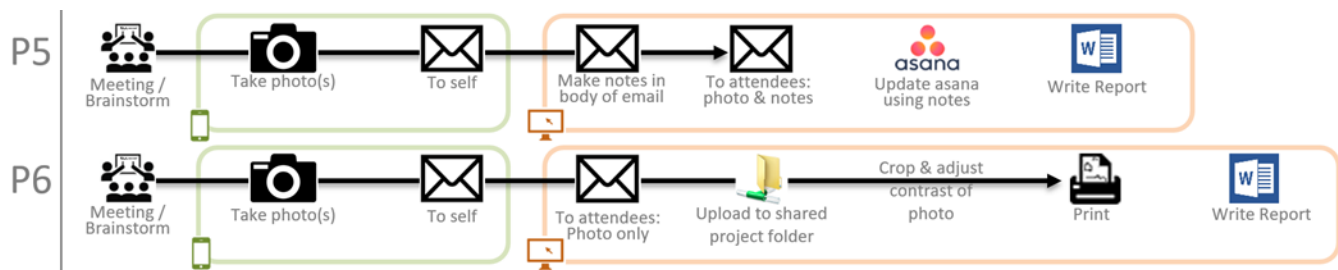 P5
Meeting /
Brainstorm
Take photo(s)
To self
Make notes in
body of email
To attendees:
photo & notes
asana
Update asana
using notes
W
Write Report
P6
Meeting /
Brainstorm
Take photo(s)
To self
To attendees:
Photo only
Upload to shared
project folder
Crop & adjust
contrast of
photo
Print
W
Write Report